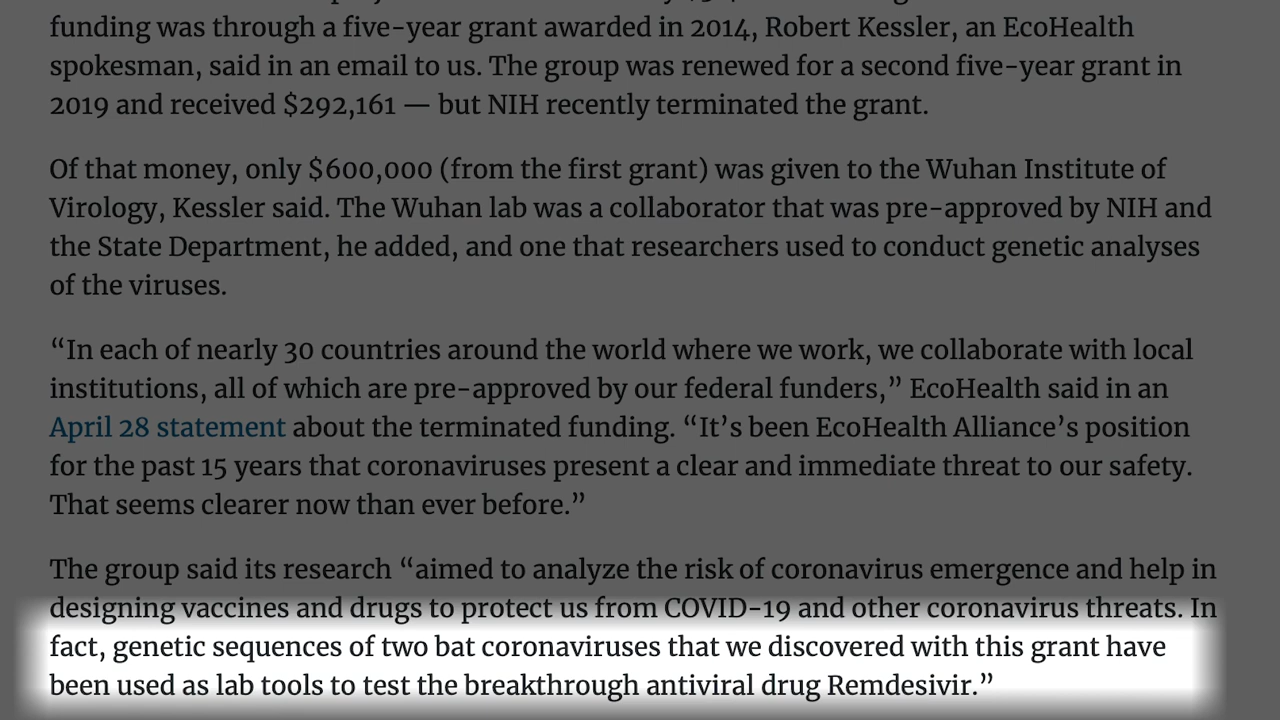 funding was through a five-year grant awarded in 2014, Robert Kessler, an EcoHealth
spokesman, said in an email to us. The group was renewed for a second five-year grant in
2019 and received $292,161 — but NIH recently terminated the grant.
Of that money, only $600,000 (from the first grant) was given to the Wuhan Institute of
Virology, Kessler said. The Wuhan lab was a collaborator that was pre-approved by NIH and
the State Department, he added, and one that researchers used to conduct genetic analyses
of the viruses.
“In each of nearly 30 countries around the world where we work, we collaborate with local
institutions, all of which are pre-approved by our federal funders,” EcoHealth said in an
April 28 statement about the terminated funding. “It’s been EcoHealth Alliance’s position
for the past 15 years that coronaviruses present a clear and immediate threat to our safety.
That seems clearer now than ever before.”
The group said its research “aimed to analyze the risk of coronavirus emergence and help in
designing vaccines and drugs to protect us from COVID-19 and other coronavirus threats. In
fact, genetic sequences of two bat coronaviruses that we discovered with this grant have
been used as lab tools to test the breakthrough antiviral drug Remdesivir.”